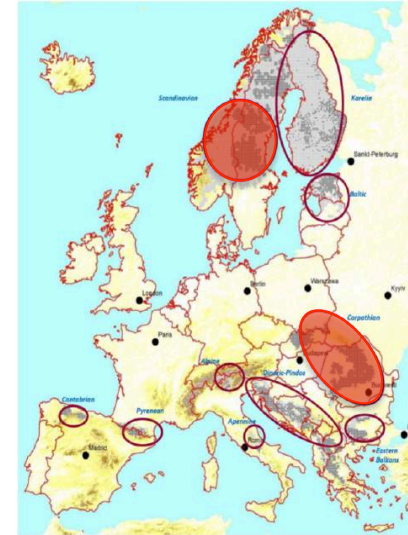 Scandinavian
Karelia
Sankt-Peterburg
Baltic
London
Berlin
Warszawa
Kyyiv
Carpathian
Paris
Alpine
Dinaric-Pindos
Cantabrian
Pyrenean
Apennine
Madrid
Eastern
Balkans